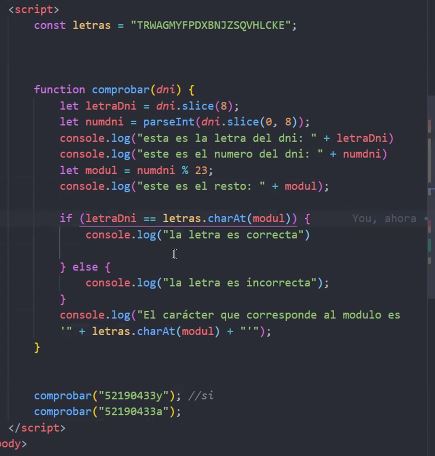 <script>
const letras = "TRWAGMYFPDXBNJZSQVHLCKE";
function comprobar(dni) {
let letraDni = dni.slice(8);
let numdni = parseInt(dni.slice(0, 8));
console.log("esta es la letra del dni: " + letraDni)
console.log("este es el numero del dni: " + numdni)
let modul = numdni % 23;
console.log("este es el resto: " + modul);
if (letraDni == letras.charAt(modul)) {
You, ahora •
console.log("la letra es correcta")
} else {
console.log("la letra es incorrecta");
}
console.log("El carácter que corresponde al modulo es
'" + letras.charAt(modul) + "'");
}
comprobar("52190433y"); //si
comprobar("52190433a");
</script>
body>